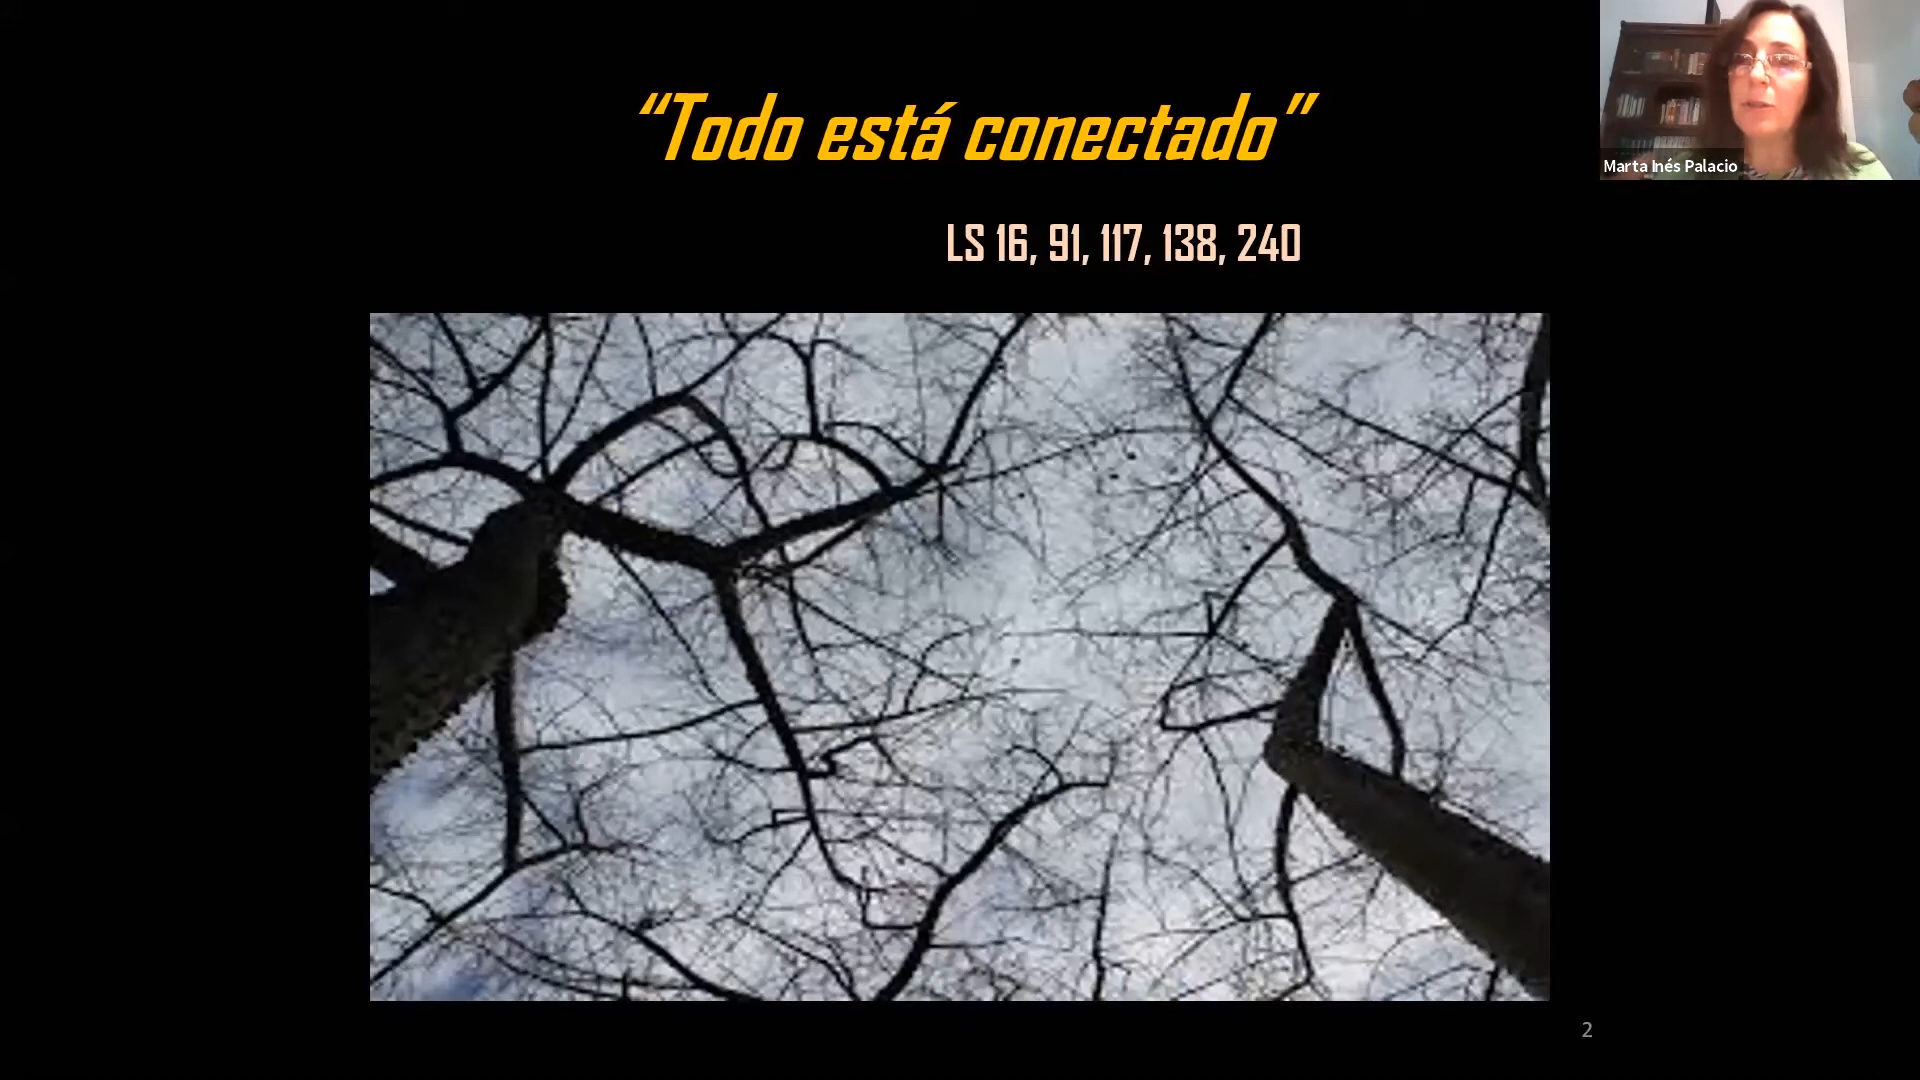 “Todo está conectado”
LS 16, 91, 117, 138, 240
Marta Inés Palacio
2